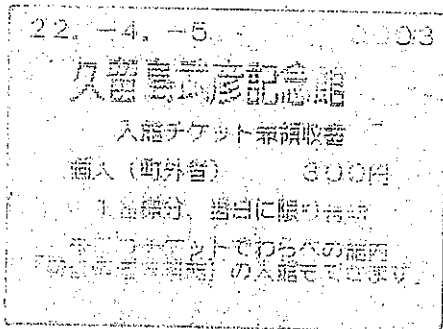 22. -4. -5. 0003
久留島武彦記念館
入館チケット兼領収書
個人（町外者） 300円
1名様分、当日に限り有効
チケットでわらべの館内
の入館もできます。